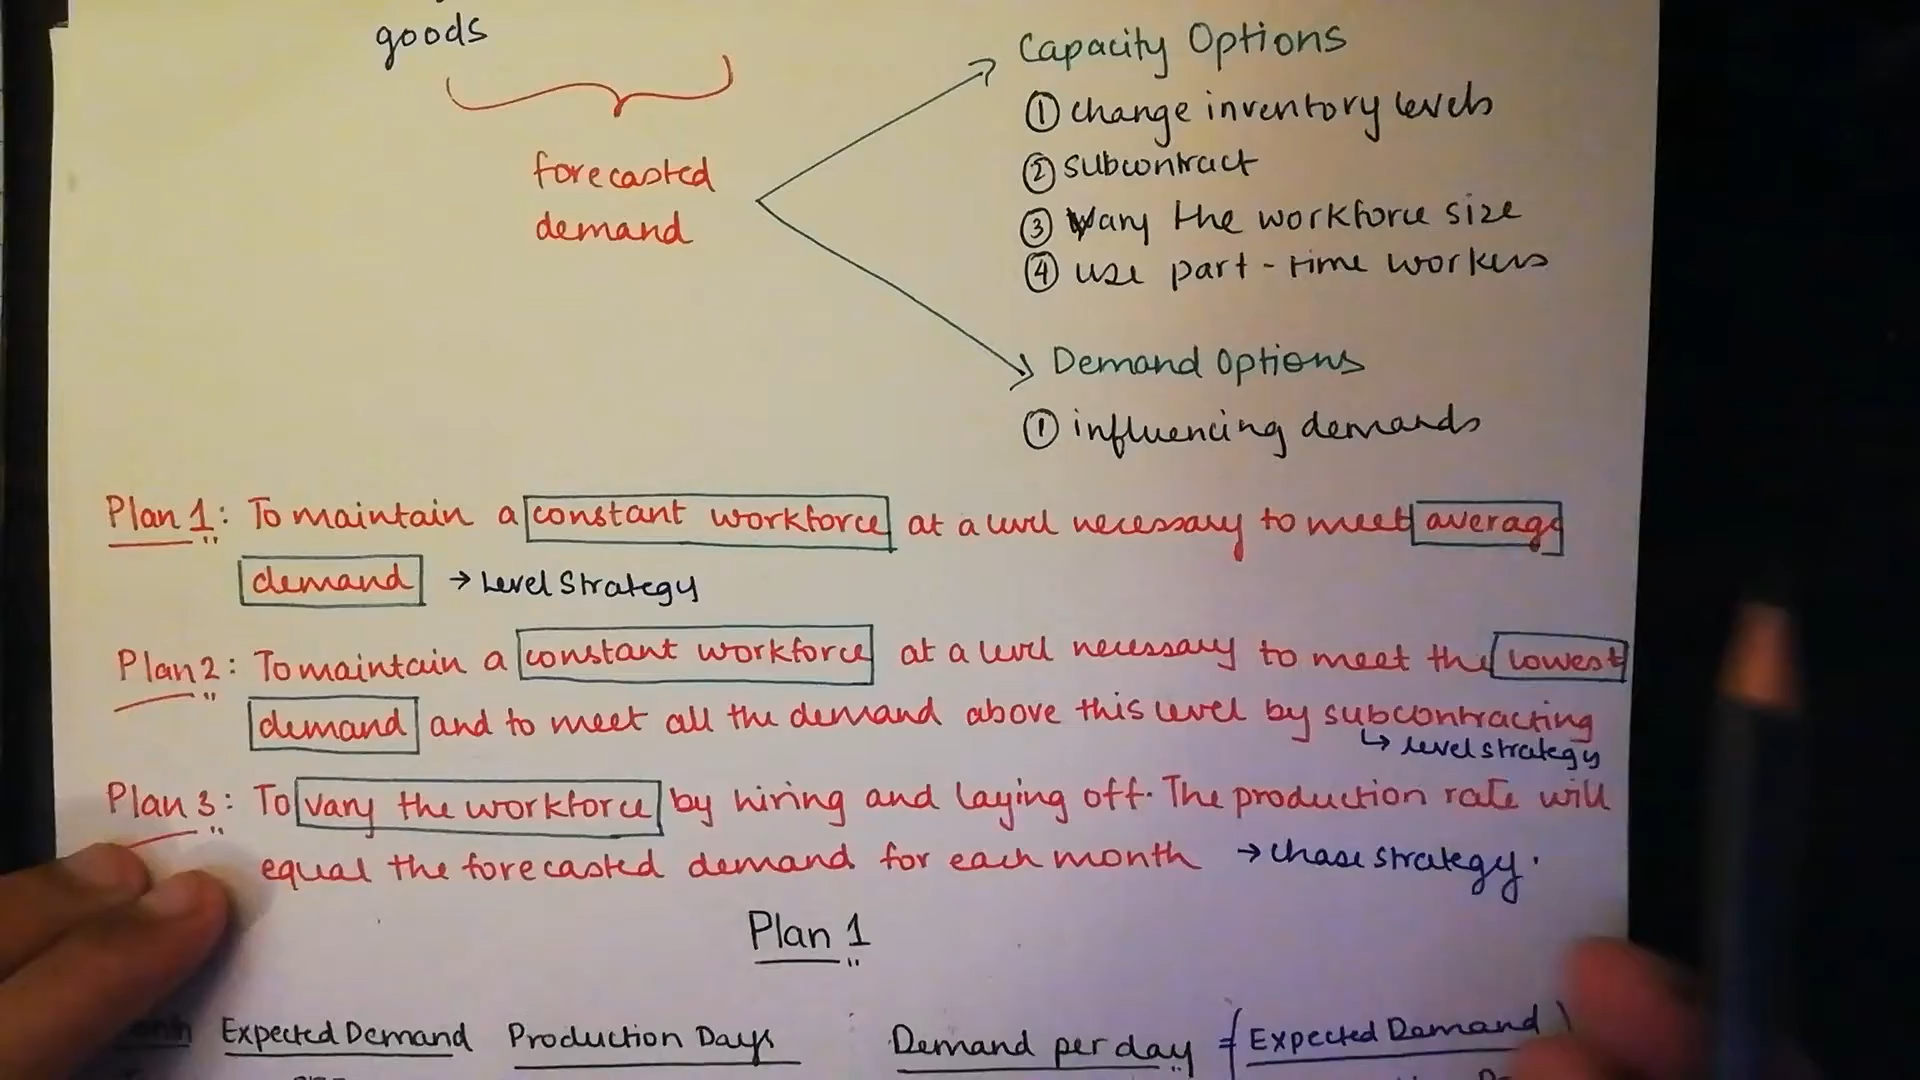 goods
forecasted
demand
Capacity Options
① change inventory levels
② subcontract
③ Vary the workforce size
④ use part-time workers
Demand Options
① influencing demands
Plan 1: To maintain a constant workforce at a level necessary to meet average
demand → Level Strategy
Plan 2: To maintain a constant workforce at a level necessary to meet the lowest
demand and to meet all the demand above this level by subcontracting
↳ level strategy
Plan 3: To vary the workforce by hiring and laying off. The production rate will
equal the forecasted demand for each month → chase strategy.
Plan 1
Expected Demand Production Days Demand per day = (Expected Demand)